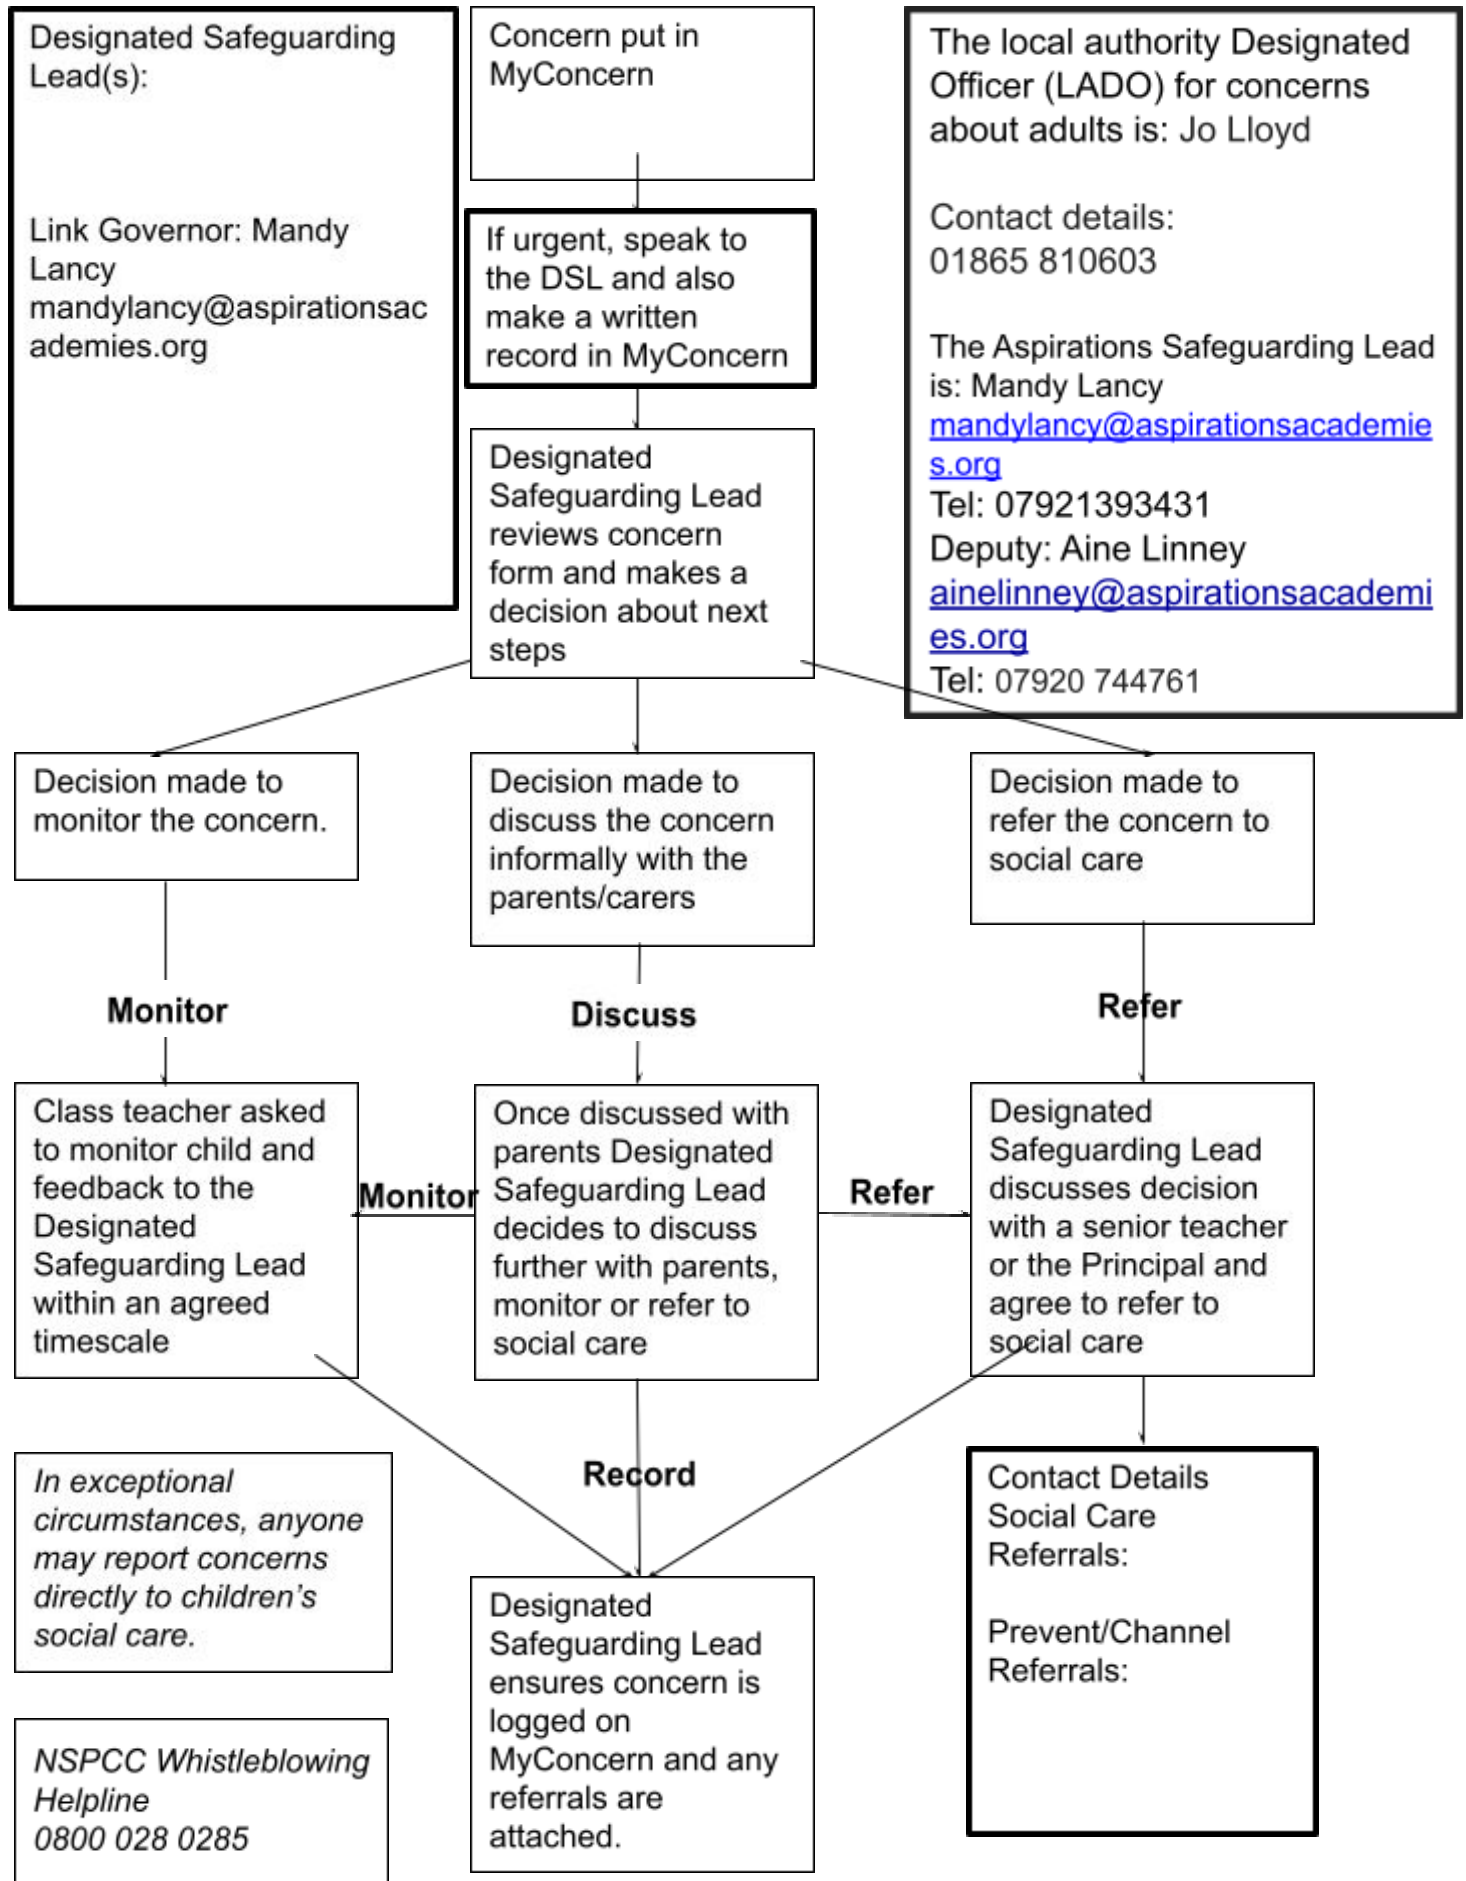 Designated Safeguarding
Lead(s):
Link Governor: Mandy
Lancy
mandylancy@aspirationsac
ademies.org
Concern put in
MyConcern
If urgent, speak to
the DSL and also
make a written
record in MyConcern
Designated
Safeguarding Lead
reviews concern
form and makes a
decision about next
steps
The local authority Designated
Officer (LADO) for concerns
about adults is: Jo Lloyd
Contact details:
01865 810603
The Aspirations Safeguarding Lead
is: Mandy Lancy
mandylancy@aspirationsacademie
s.org
Tel: 07921393431
Deputy: Aine Linney
ainelinney@aspirationsacademi
es.org
Tel: 07920 744761
Decision made to
monitor the concern.
Decision made to
discuss the concern
informally with the
parents/carers
Decision made to
refer the concern to
social care
Monitor
Discuss
Refer
Class teacher asked
to monitor child and
feedback to the
Designated
Safeguarding Lead
within an agreed
timescale
Monitor
Once discussed with
parents Designated
Safeguarding Lead
decides to discuss
further with parents,
monitor or refer to
social care
Refer
Designated
Safeguarding Lead
discusses decision
with a senior teacher
or the Principal and
agree to refer to
social care
In exceptional
circumstances, anyone
may report concerns
directly to children’s
social care.
Record
Contact Details
Social Care
Referrals:
Prevent/Channel
Referrals:
Designated
Safeguarding Lead
ensures concern is
logged on
MyConcern and any
referrals are
attached.
NSPCC Whistleblowing
Helpline
0800 028 0285